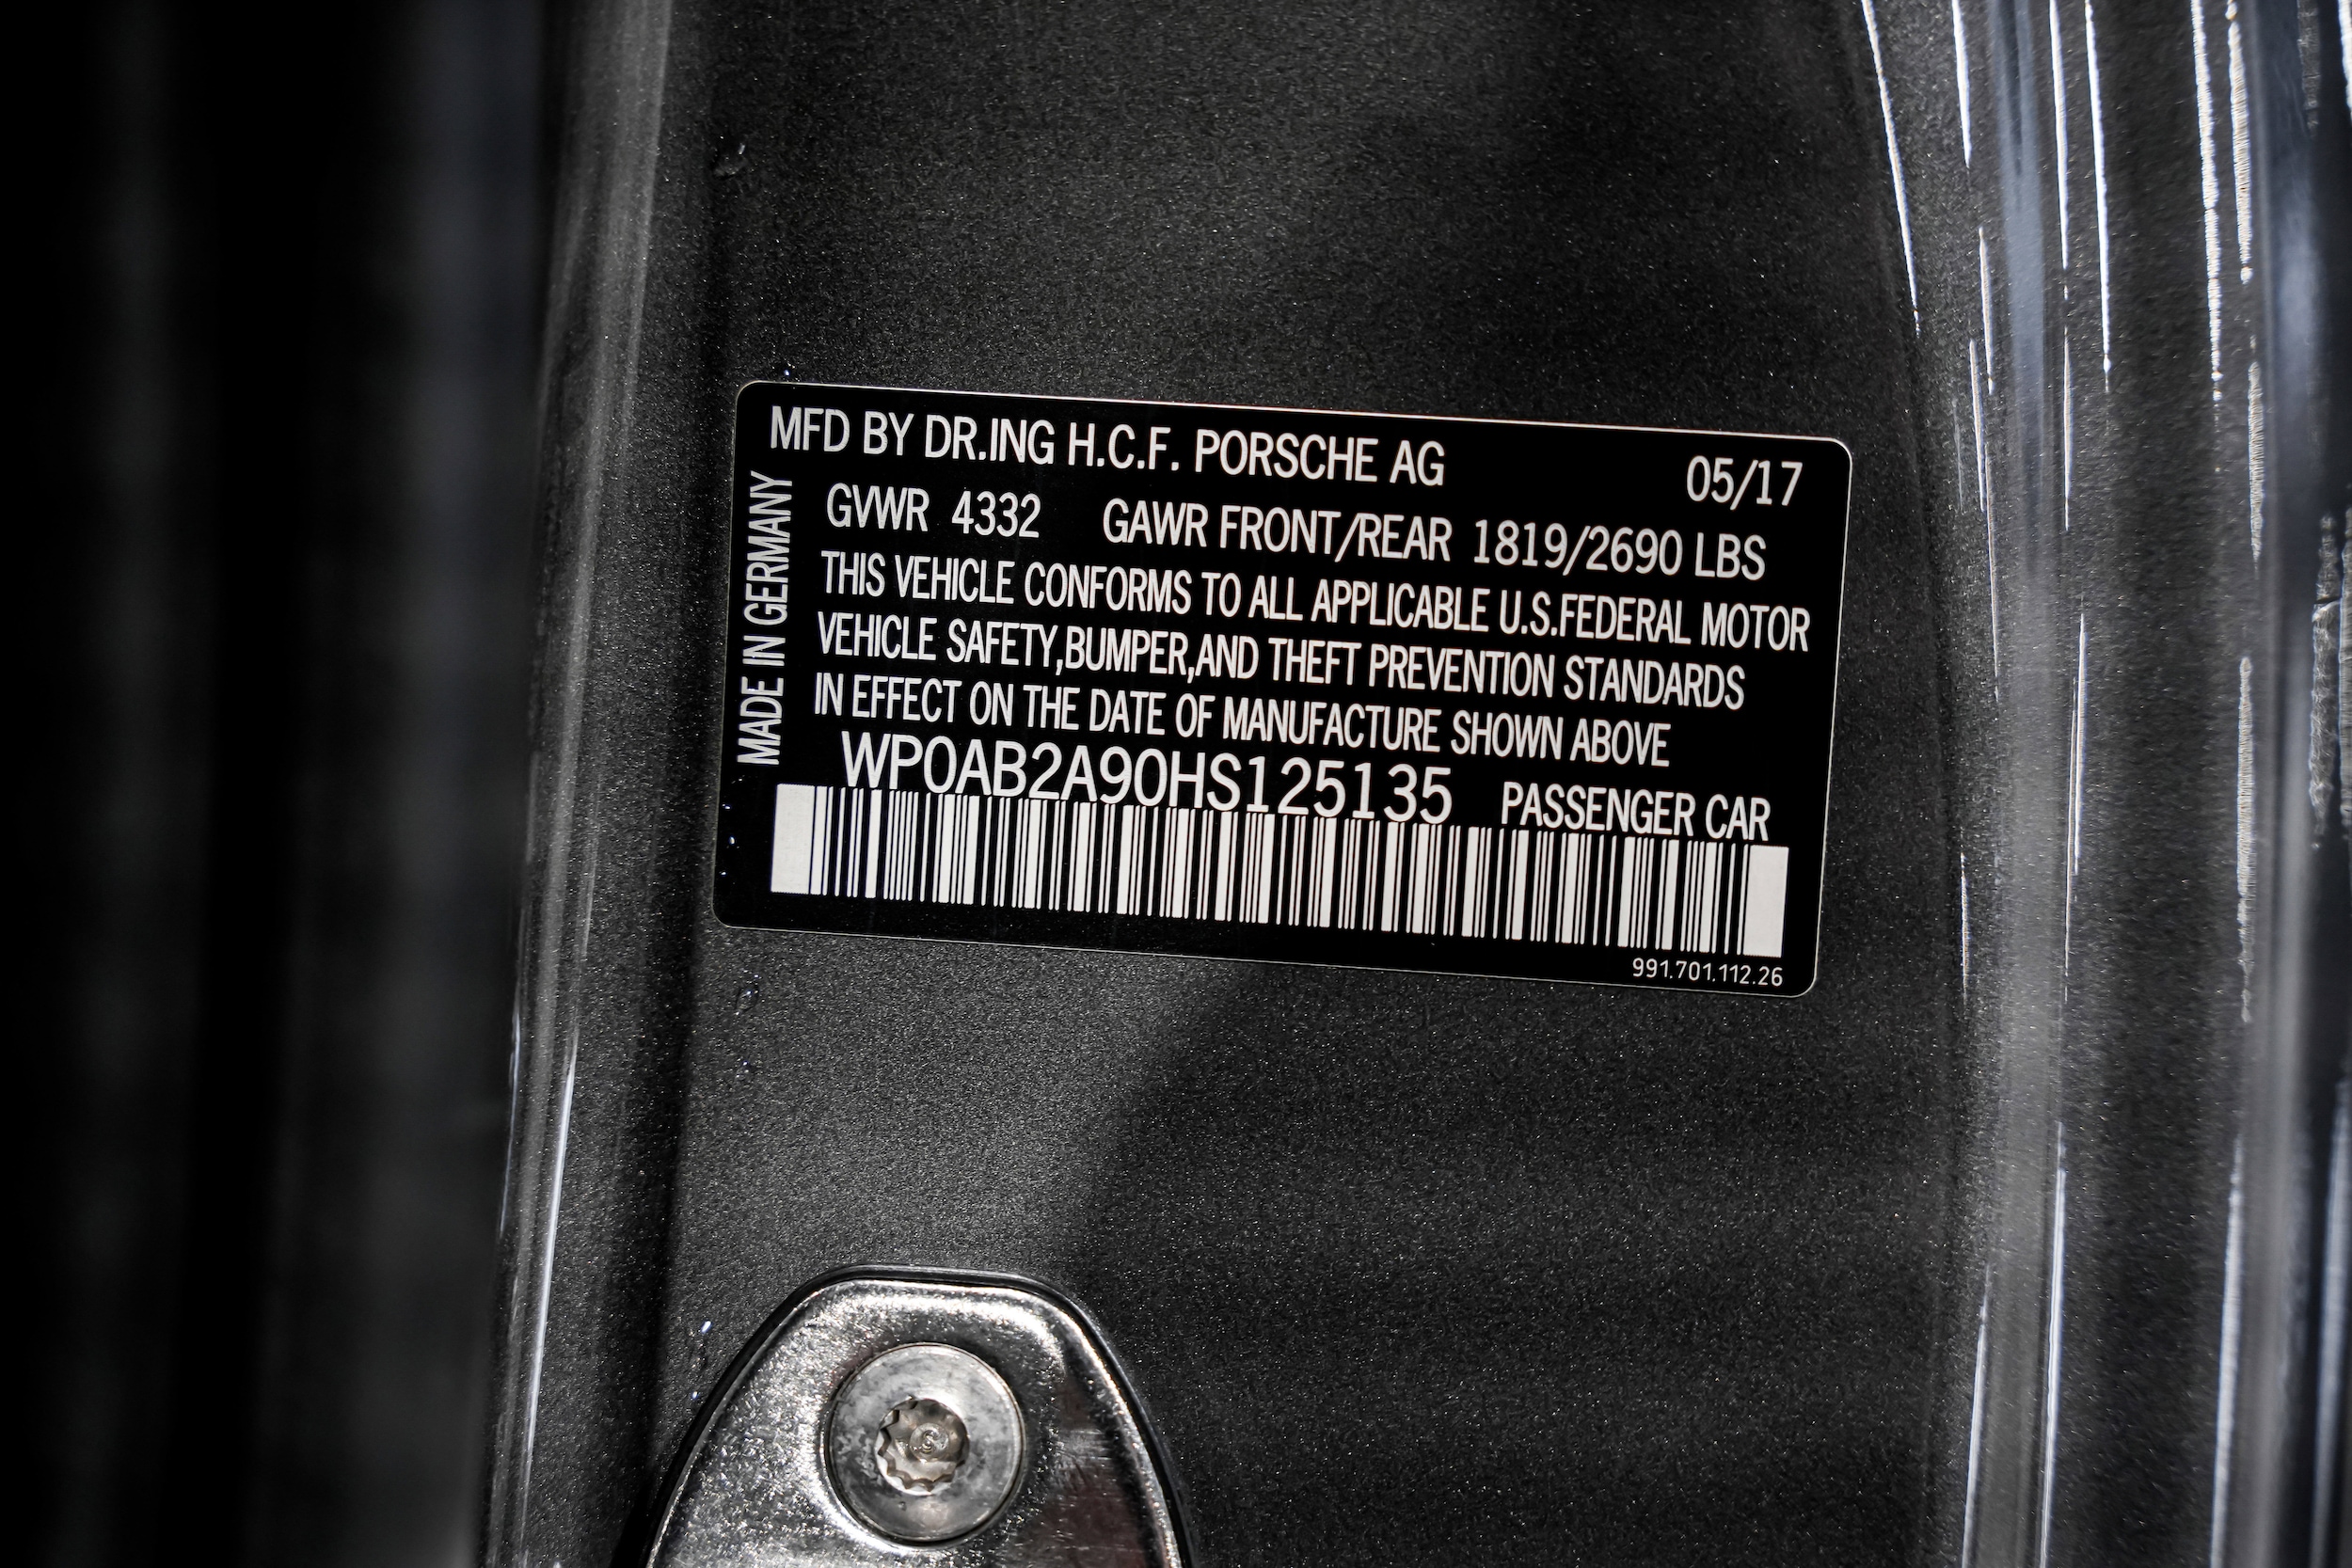 MFD BY DR.ING H.C.F. PORSCHE AG 05/17
MADE IN GERMANY
GVWR 4332 GAWR FRONT/REAR 1819/2690 LBS
THIS VEHICLE CONFORMS TO ALL APPLICABLE U.S.FEDERAL MOTOR
VEHICLE SAFETY,BUMPER,AND THEFT PREVENTION STANDARDS
IN EFFECT ON THE DATE OF MANUFACTURE SHOWN ABOVE
WP0AB2A90HS125135 PASSENGER CAR
991.701.112.26